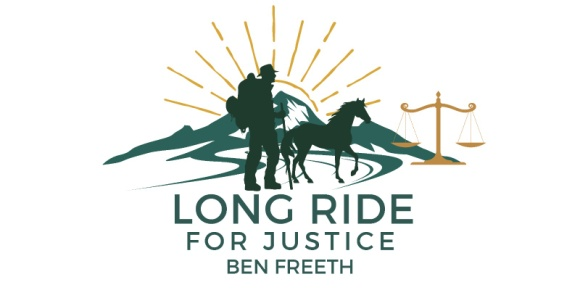 LONG RIDE
FOR JUSTICE
BEN FREETH